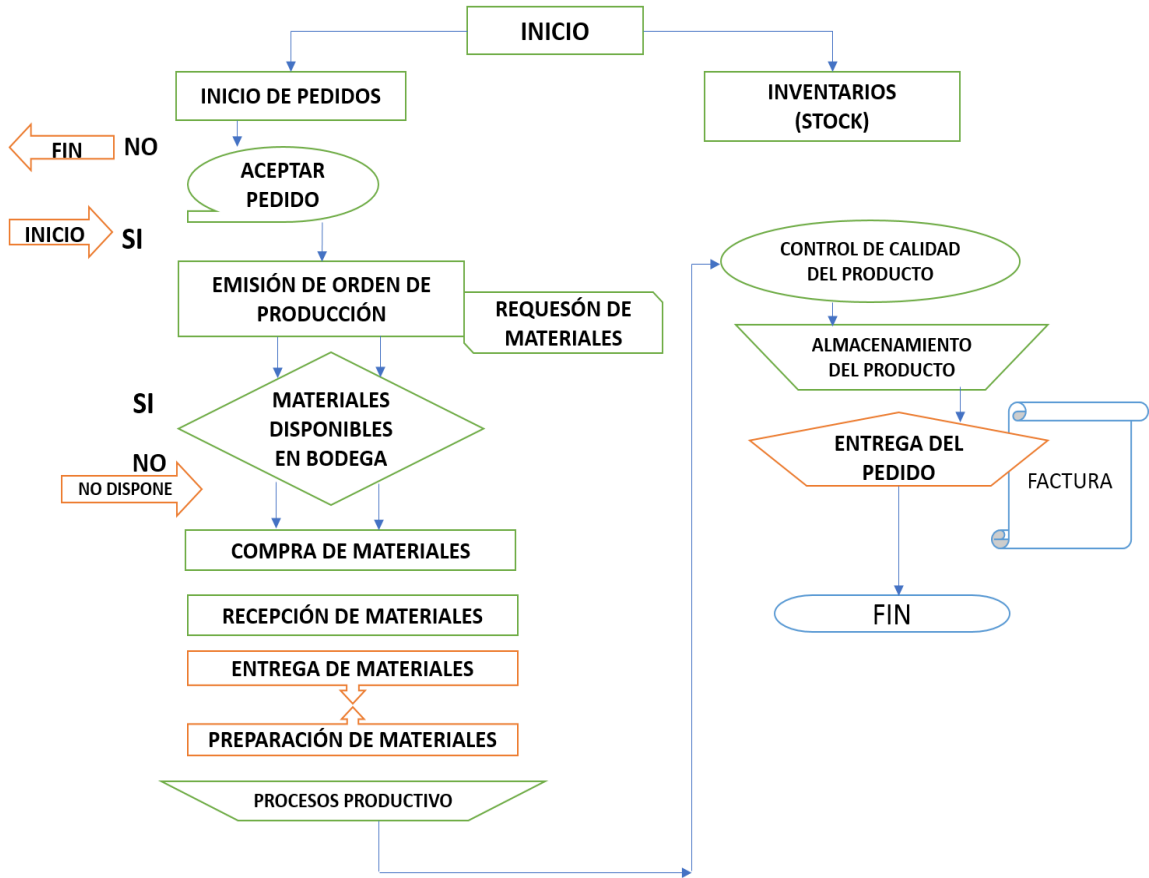 INICIO
INICIO DE PEDIDOS
INVENTARIOS
(STOCK)
FIN
NO
ACEPTAR
PEDIDO
INICIO
SI
EMISIÓN DE ORDEN DE
PRODUCCIÓN
REQUESÓN DE
MATERIALES
SI
MATERIALES
DISPONIBLES
EN BODEGA
NO
NO DISPONE
COMPRA DE MATERIALES
RECEPCIÓN DE MATERIALES
ENTREGA DE MATERIALES
PREPARACIÓN DE MATERIALES
PROCESOS PRODUCTIVO
CONTROL DE CALIDAD
DEL PRODUCTO
ALMACENAMIENTO
DEL PRODUCTO
ENTREGA DEL
PEDIDO
FACTURA
FIN